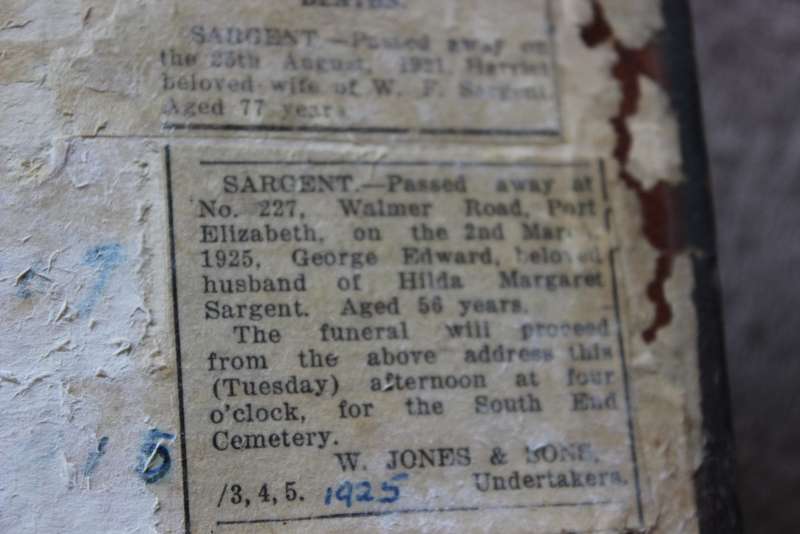 DEATHS.
SARGENT.—Passed away on
the 25th August, 1921, Harriet
beloved wife of W. F. Sargent
Aged 77 years
SARGENT.—Passed away at
No. 227, Walmer Road, Port
Elizabeth, on the 2nd
1925, George Edward, beloved
husband of Hilda Margaret
Sargent. Aged 56 years.
The funeral will proceed
from the above address this
(Tuesday) afternoon at four
o'clock, for the South End
Cemetery.
W. JONES & SONS,
Undertakers.
/3, 4, 5. 1925
15